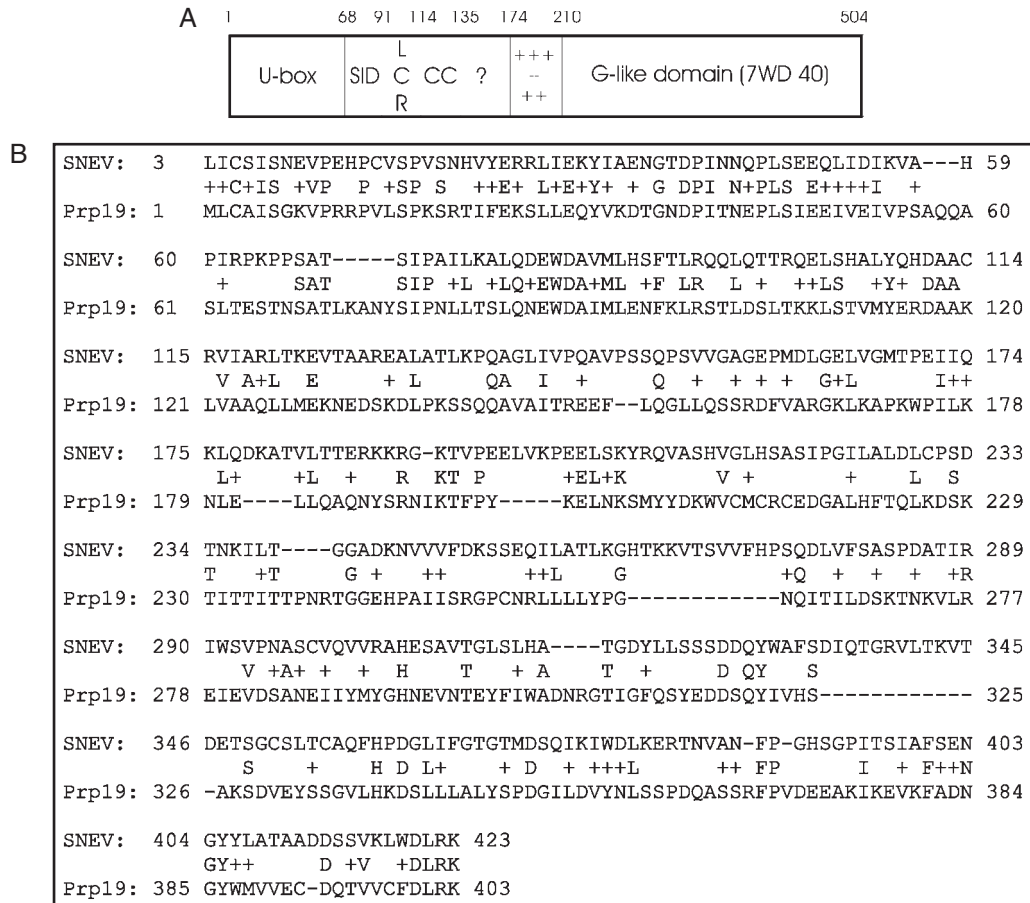 A
1 68 91 114 135 174 210 504
L +++
U-box SID C CC ? -- G-like domain (7WD 40)
R ++
B
SNEV: 3 LICSISNEVPEHPCVSPVSNHVYERRLIEKYIAENGTDPINNQPLSEEQLIDIKVA---H 59
++C+IS +VP P +SP S ++E+ L+E+Y+ + G DPI N+PLS E++++I +
Prp19: 1 MLCAISGKVPRRPVLSPKSRTIFEKSLLEQYVKDTGNDPITNEPLSIEEIVEIVPSAQQA 60
SNEV: 60 PIRPKPPSAT-----SIPAILKALQDEWDAVMLHSFTLRQQLQTTRQELSHALYQHDAAC 114
+ SAT SIP +L +LQ+EWDA+ML +F LR L + ++LS +Y+ DAA
Prp19: 61 SLTESTNSATLKANYSIPNLLTSLQNEWDAIMLENFKLRSTLDSLTKKLSTVMYERDAAK 120
SNEV: 115 RVIARLTKEVTAAREALATLKPQAGLIVPQAVPSSQPSVVGAGEPMDLGELVGMTPEIIQ 174
V A+L E + L QA I + Q + + + + G+L I++
Prp19: 121 LVAAQLLMEKNEDSKDLPKSSQQAVAITREEF--LQGLLQSSRDFVARGKLKAPKWPILK 178
SNEV: 175 KLQDKATVLTTERKKRG-KTVPEELVKPEELSKYRQVASHVGLHSASIPGILALDLCPSD 233
L+ +L + R KT P +EL+K V + + L S
Prp19: 179 NLE----LLQAQNYSRNIKTFPY-----KELNKSMYYDKWVCMCRCEDGALHFTQLKDSK 229
SNEV: 234 TNKILT----GGADKNVVVFDKSSEQILATLKGHTKKVTSVVFHPSQDLVFSASPDATIR 289
T +T G + ++ ++L G +Q + + + +R
Prp19: 230 TITTITTPNRTGGEHPAIISRGPCNRLLLLYPG------------NQITILDSKTNKVLR 277
SNEV: 290 IWSVPNASCVQVVRAHESAVTGLSLHA----TGDYLLSSSDDQYWAFSDIQTGRVLTKVT 345
V +A+ + + H T + A T + D QY S
Prp19: 278 EIEVDSANEIIYMYGHNEVNTEYFIWADNRGTIGFQSYEDDSQYIVHS------------ 325
SNEV: 346 DETSGCSLTCAQFHPDGLIFGTGTMDSQIKIWDLKERTNVAN-FP-GHSGPITSIAFSEN 403
S + H D L+ + D + +++L ++ FP I + F++N
Prp19: 326 -AKSDVEYSSGVLHKDSLLLALYSPDGILDVYNLSSPDQASSRFPVDEEAKIKEVKFADN 384
SNEV: 404 GYYLATAADDSSVKLWDLRK 423
GY++ D +V +DLRK
Prp19: 385 GYWMVVEC-DQTVVCFDLRK 403